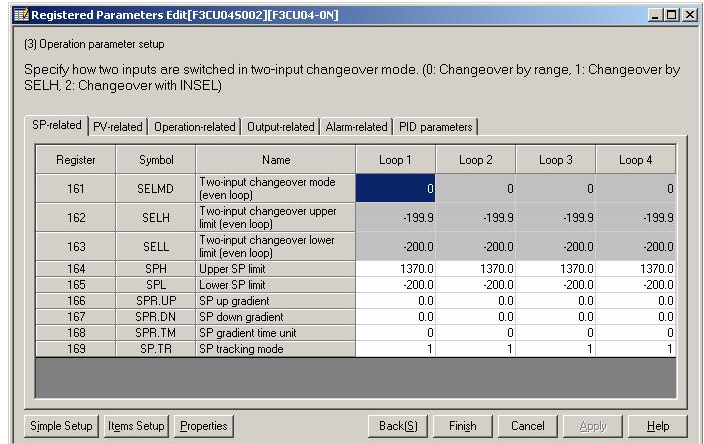 Registered Parameters Edit[F3CU04S002][F3CU04-0N]
(3) Operation parameter setup
Specify how two inputs are switched in two-input changeover mode. (0: Changeover by range, 1: Changeover by
SELH, 2: Changeover with INSEL)
SP-related PV-related Operation-related Output-related Alarm-related PID parameters
Register Symbol Name Loop 1 Loop 2 Loop 3 Loop 4
161 SELMD Two-input changeover mode (even loop) 0 0 0 0
162 SELH Two-input changeover upper limit (even loop) -199.9 -199.9 -199.9 -199.9
163 SELL Two-input changeover lower limit (even loop) -200.0 -200.0 -200.0 -200.0
164 SPH Upper SP limit 1370.0 1370.0 1370.0 1370.0
165 SPL Lower SP limit -200.0 -200.0 -200.0 -200.0
166 SPR.UP SP up gradient 0.0 0.0 0.0 0.0
167 SPR.DN SP down gradient 0.0 0.0 0.0 0.0
168 SPR.TM SP gradient time unit 0 0 0 0
169 SP.TR SP tracking mode 1 1 1 1
Simple Setup Items Setup Properties Back(S) Finish Cancel Apply Help